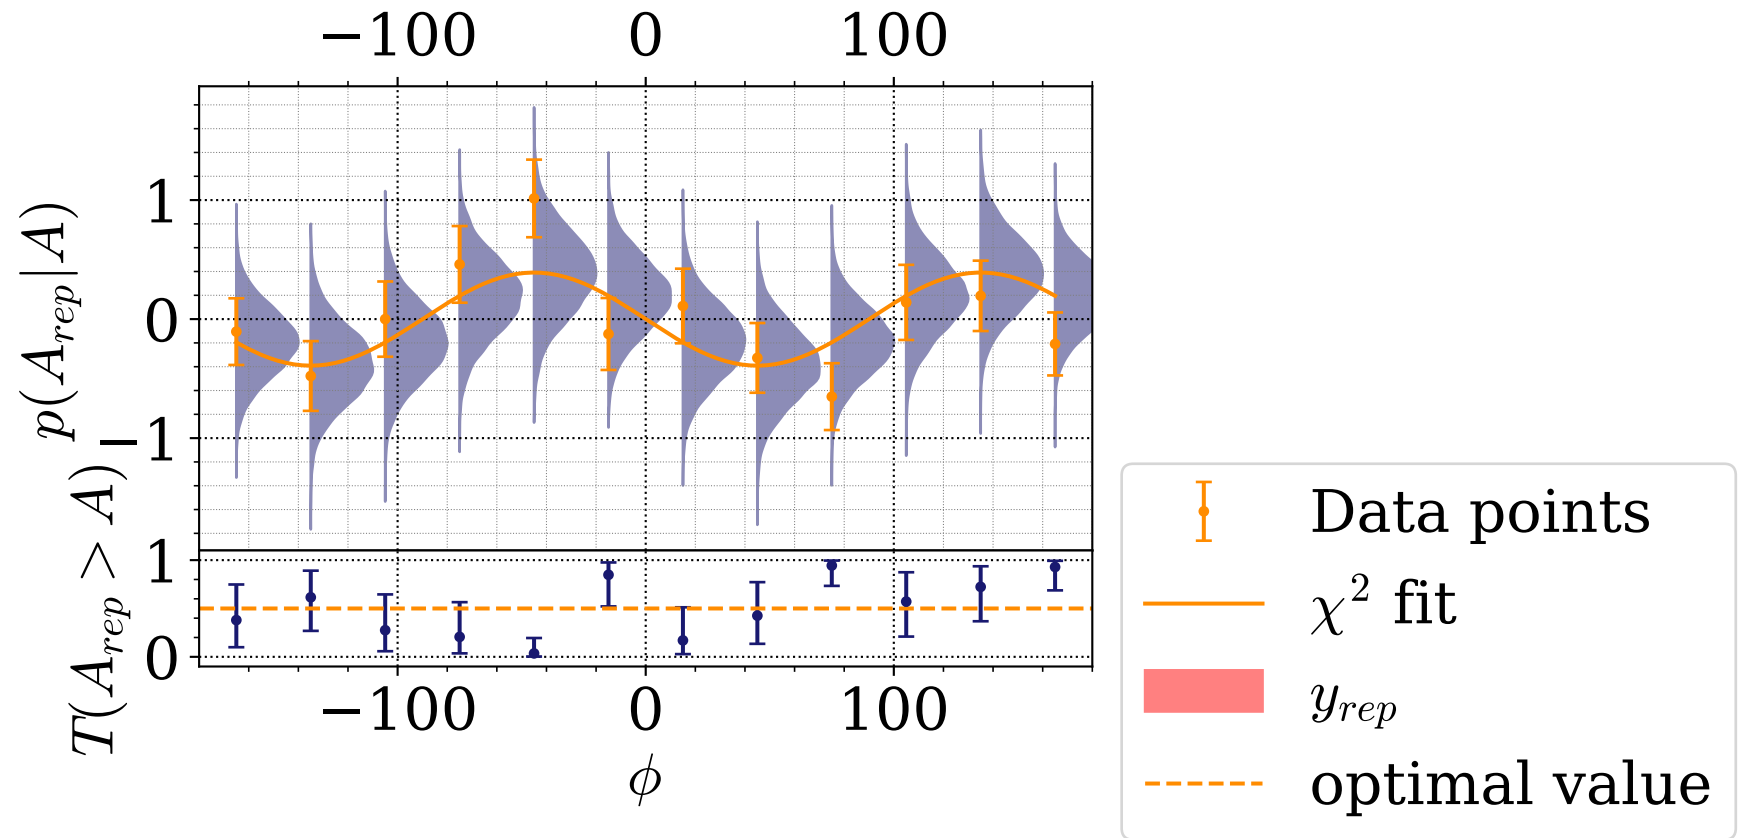 −100 0 100
p(A_rep|A)
1
0
−1
T(A_rep > A)
1
0
−100 0 100
ϕ
Data points
χ² fit
y_rep
optimal value